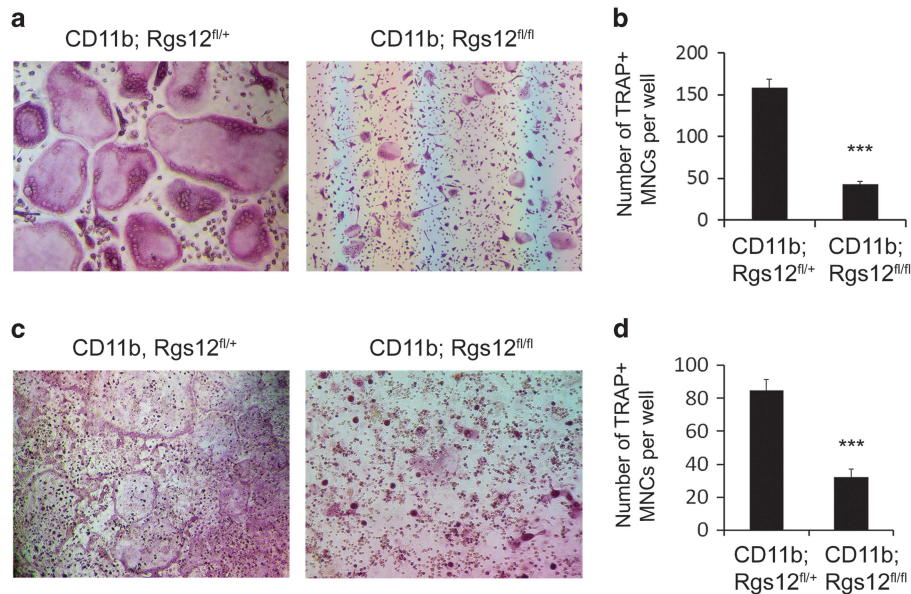 a
CD11b; Rgs12fl/+
CD11b; Rgs12fl/fl
b
Number of TRAP+
MNCs per well
200
150
100
50
0
***
CD11b;
Rgs12fl/+
CD11b;
Rgs12fl/fl
c
CD11b, Rgs12fl/+
CD11b; Rgs12fl/fl
d
Number of TRAP+
MNCs per well
100
80
60
40
20
0
***
CD11b;
Rgs12fl/+
CD11b;
Rgs12fl/fl